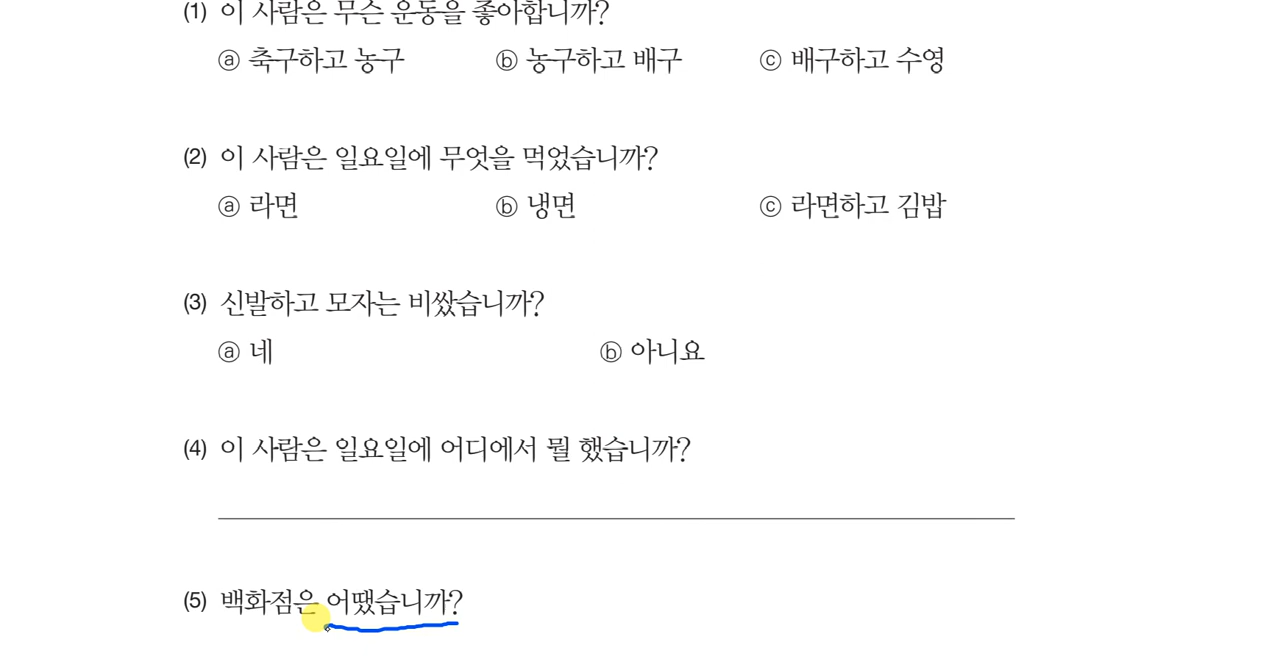 (1) 이 사람은 무슨 운동을 좋아합니까?
ⓐ 축구하고 농구 ⓑ 농구하고 배구 ⓒ 배구하고 수영
(2) 이 사람은 일요일에 무엇을 먹었습니까?
ⓐ 라면 ⓑ 냉면 ⓒ 라면하고 김밥
(3) 신발하고 모자는 비쌌습니까?
ⓐ 네 ⓑ 아니요
(4) 이 사람은 일요일에 어디에서 뭘 했습니까?
(5) 백화점은 어땠습니까?